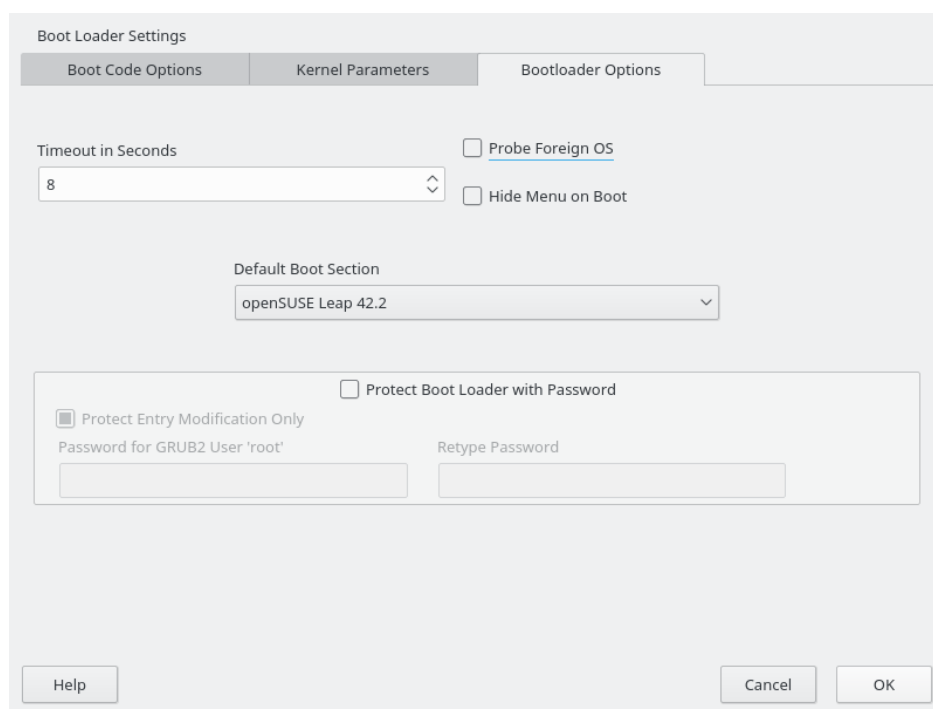 Boot Loader Settings
Boot Code Options Kernel Parameters Bootloader Options
Timeout in Seconds
Probe Foreign OS
8
Hide Menu on Boot
Default Boot Section
openSUSE Leap 42.2
Protect Boot Loader with Password
Protect Entry Modification Only
Password for GRUB2 User 'root' Retype Password
Help Cancel OK